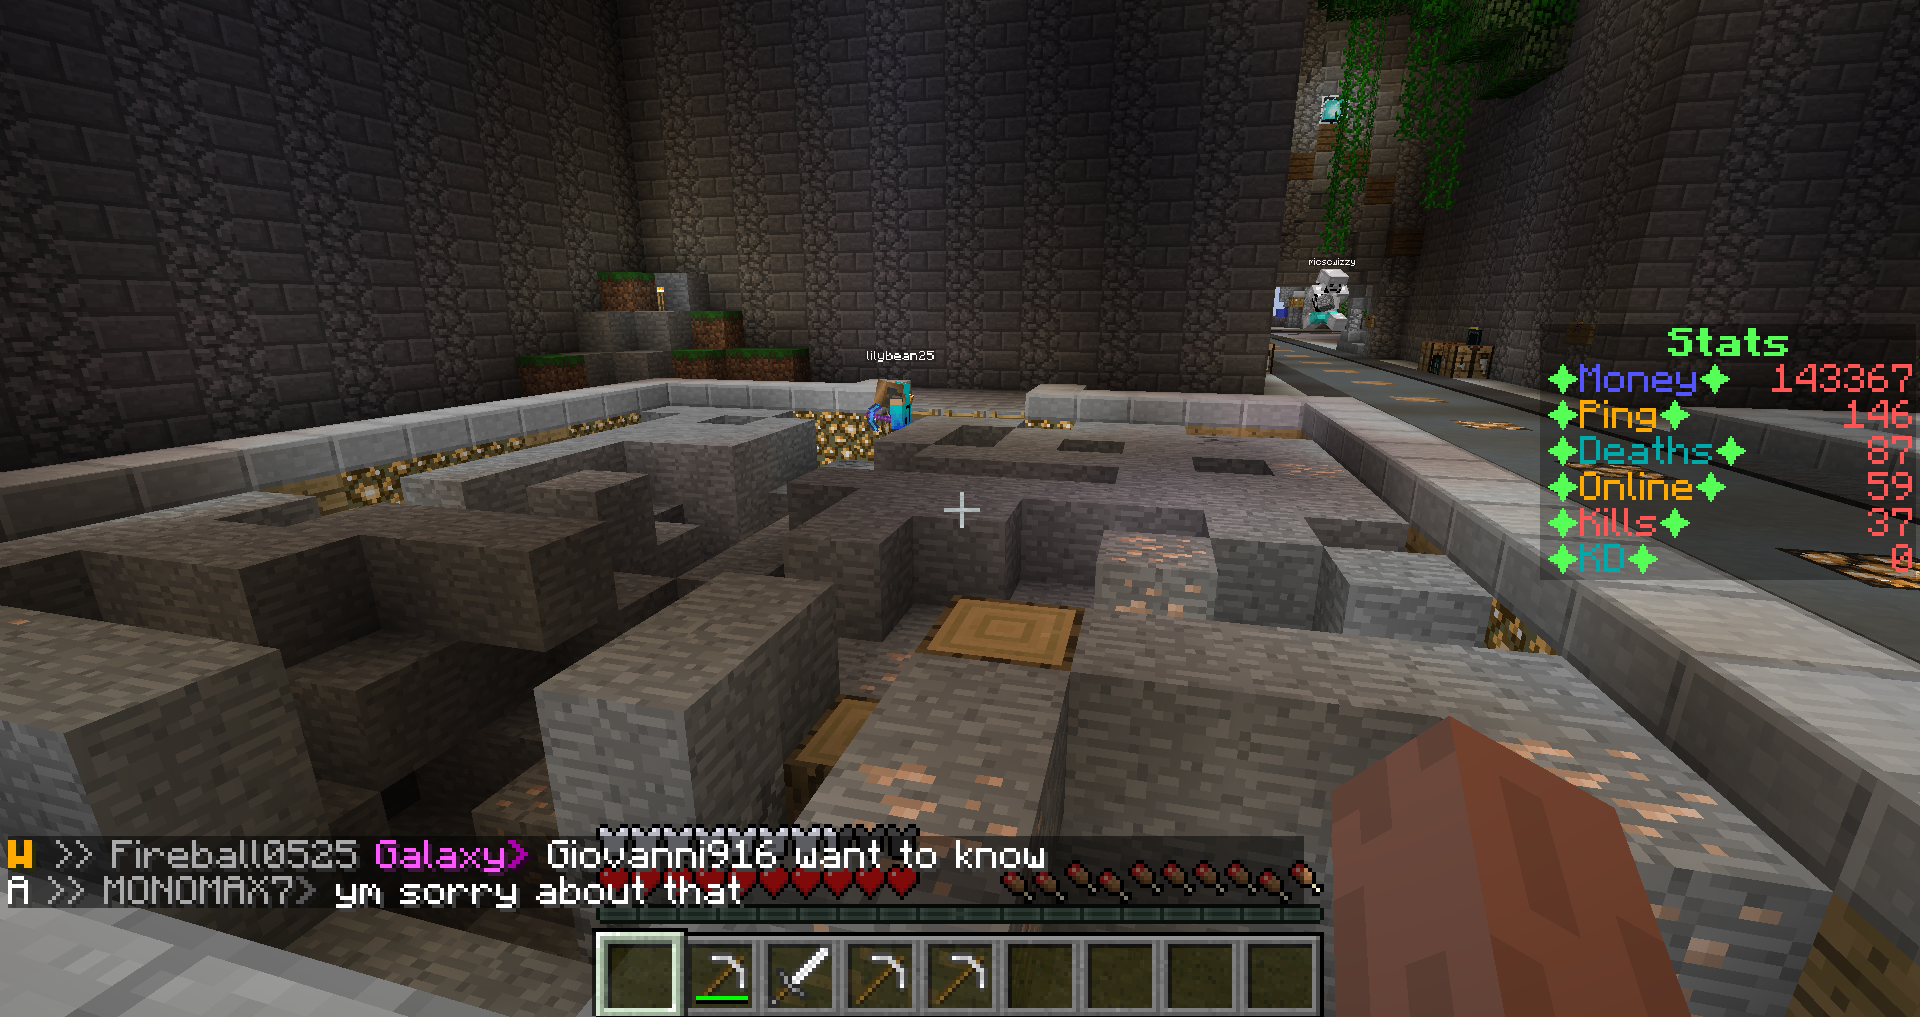 Miesewizzy
lilybean25
Stats
✦Money✦ 143367
✦Ping✦ 146
✦Deaths✦ 87
✦Online✦ 59
✦Kills✦ 37
✦KD✦ 0
W >> Fireball0525 Galaxy> Giovanni916 want to know
A >> MONOMAX7> ym sorry about that